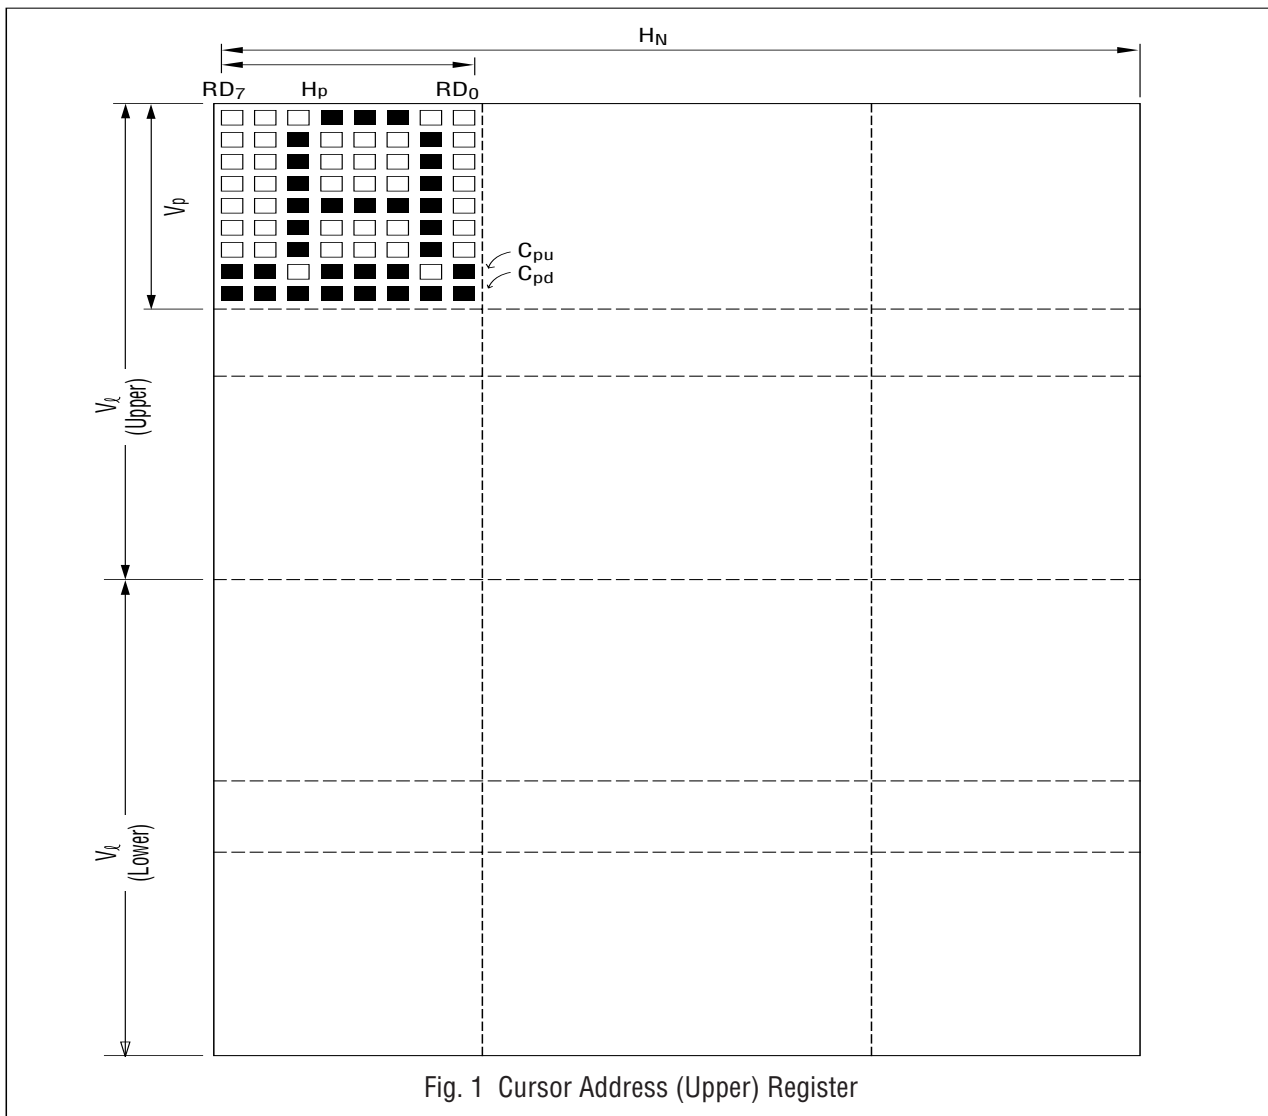 H_N
RD_7 H_p RD_0
V_p
C_pu
C_pd
V_ℓ
(Upper)
V_ℓ
(Lower)
Fig. 1 Cursor Address (Upper) Register